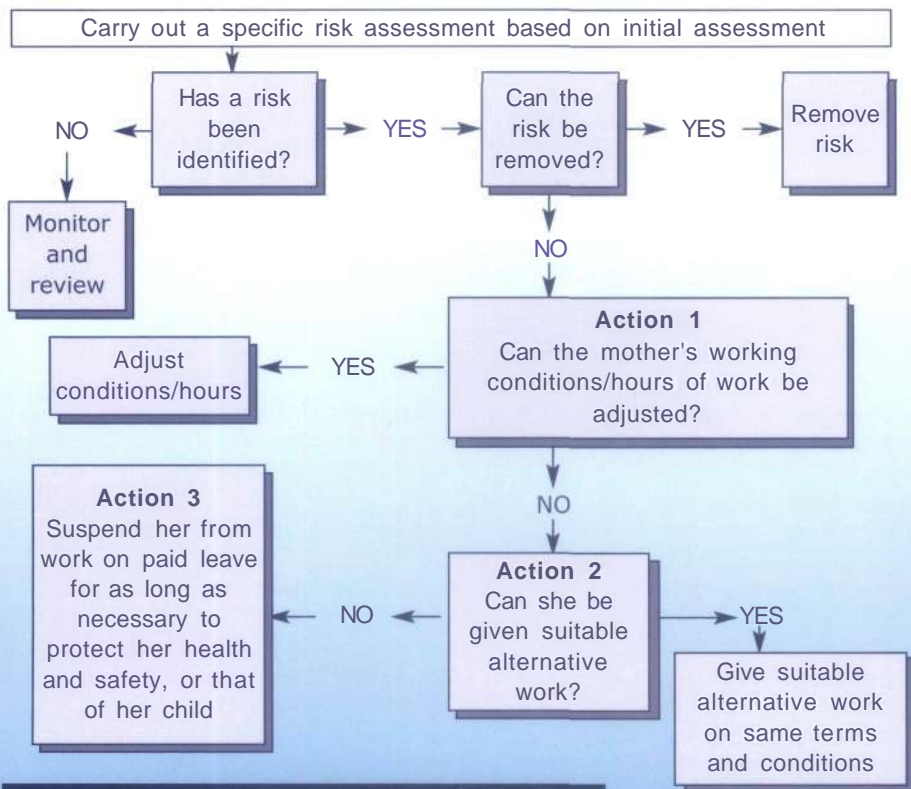 Carry out a specific risk assessment based on initial assessment
Has a risk
been
identified?
NO
YES
Can the
risk be
removed?
YES
Remove
risk
Monitor
and
review
NO
Action 1
Can the mother's working
conditions/hours of work be
adjusted?
YES
Adjust
conditions/hours
NO
Action 2
Can she be
given suitable
alternative
work?
NO
Action 3
Suspend her from
work on paid leave
for as long as
necessary to
protect her health
and safety, or that
of her child
YES
Give suitable
alternative work
on same terms
and conditions